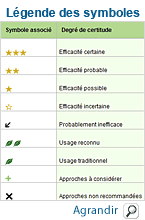 Légende des symboles
Symbole associé Degré de certitude
Efficacité certaine
Efficacité probable
Efficacité possible
Efficacité incertaine
Probablement inefficace
Usage reconnu
Usage traditionnel
Approches à considérer
Approches non recommandées
Agrandir